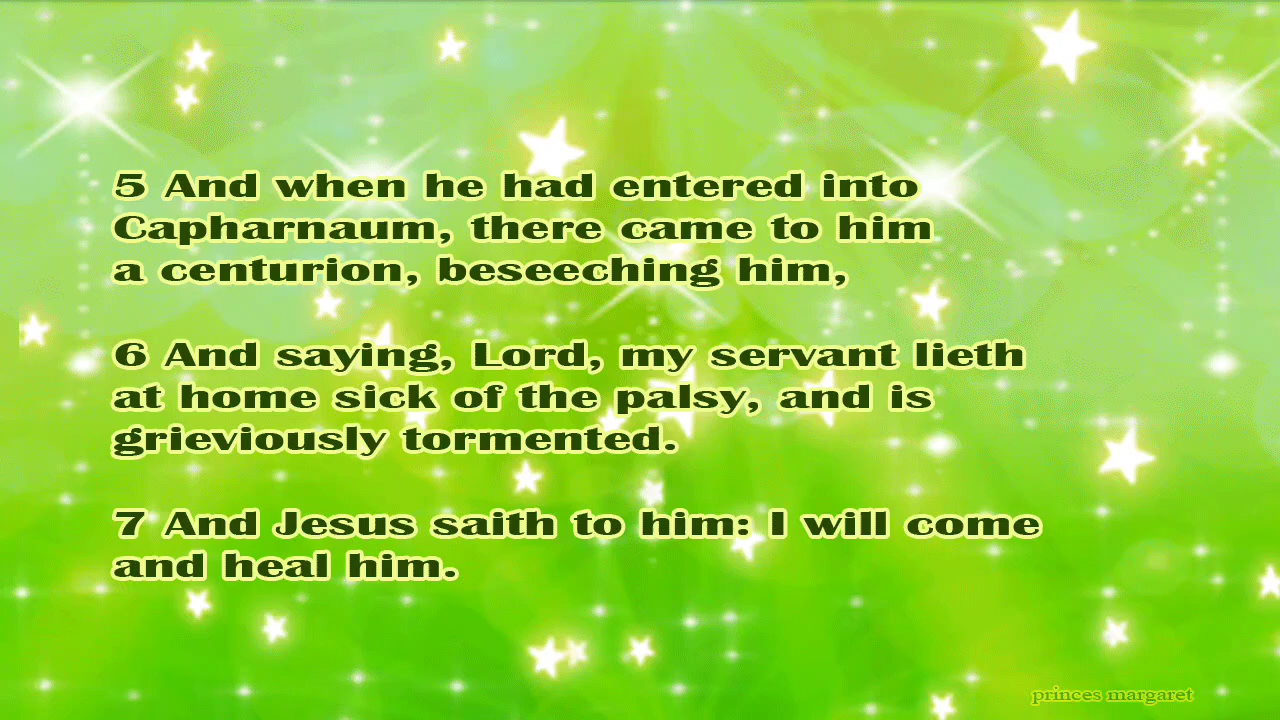 5 And when he had entered into
Capharnaum, there came to him
a centurion, beseeching him,
6 And saying, Lord, my servant lieth
at home sick of the palsy, and is
grieviously tormented.
7 And Jesus saith to him: I will come
and heal him.
princes margaret